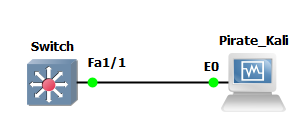 Pirate_Kali
Switch
Fa1/1
E0